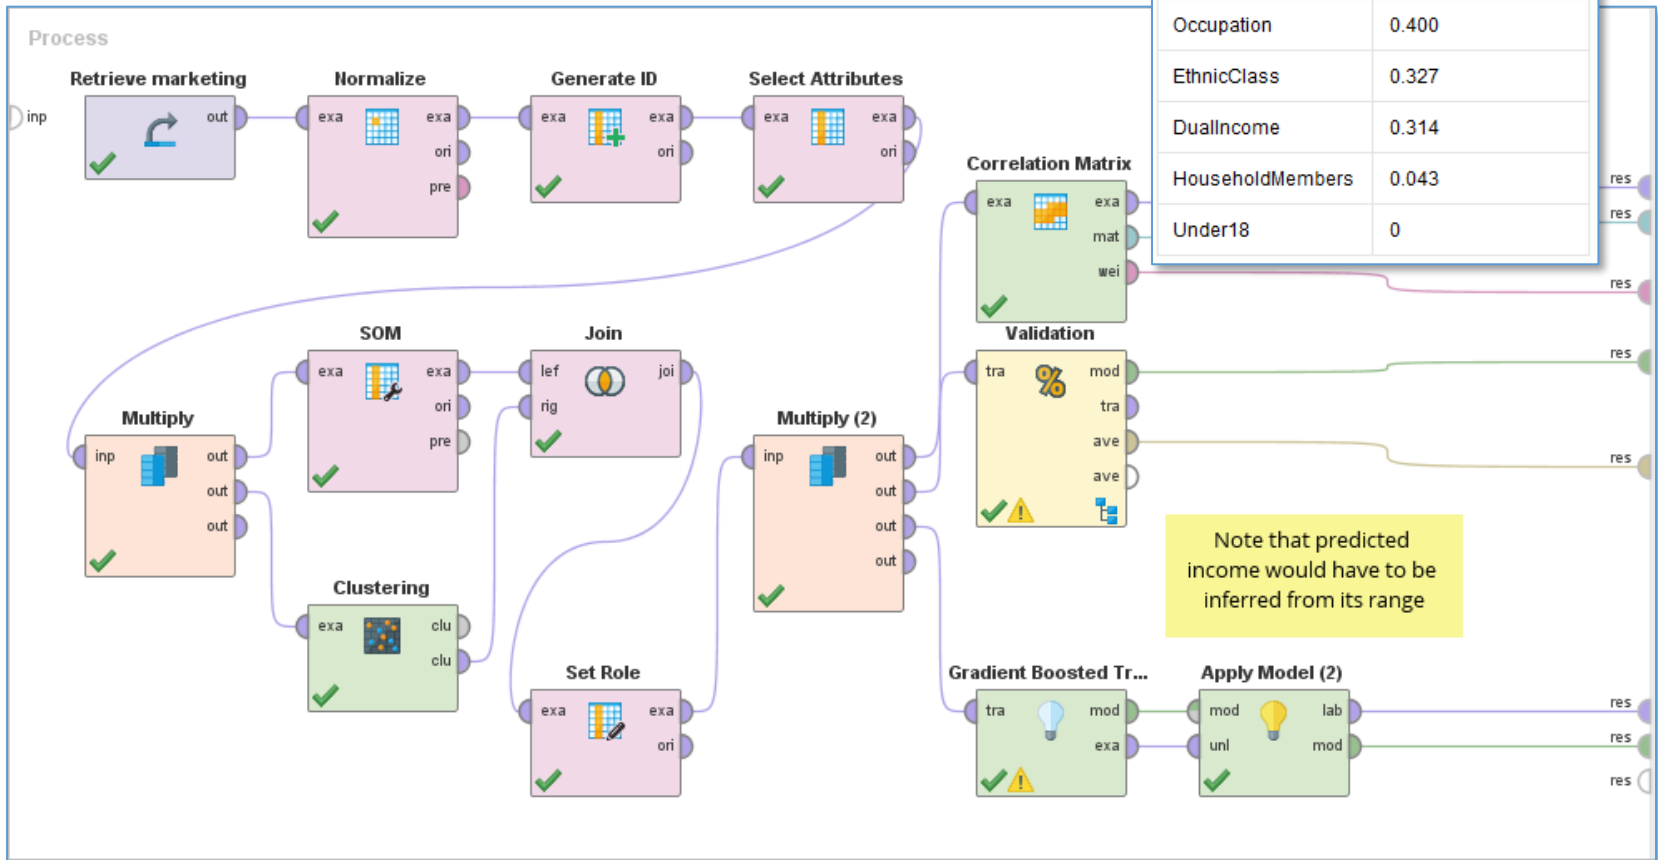 Process
Occupation 0.400
EthnicClass 0.327
DualIncome 0.314
HouseholdMembers 0.043
Under18 0
Retrieve marketing
inp
out
Normalize
exa exa
ori
pre
Generate ID
exa exa
ori
Select Attributes
exa exa
ori
Correlation Matrix
exa exa
mat
wei
res
res
res
Multiply
inp out
out
out
SOM
exa exa
ori
pre
Join
lef joi
rig
Clustering
exa clu
clu
Set Role
exa exa
ori
Multiply (2)
inp out
out
out
out
Validation
tra mod
tra
ave
ave
res
res
Note that predicted
income would have to be
inferred from its range
Gradient Boosted Tr...
tra mod
exa
Apply Model (2)
mod lab
unl mod
res
res
res